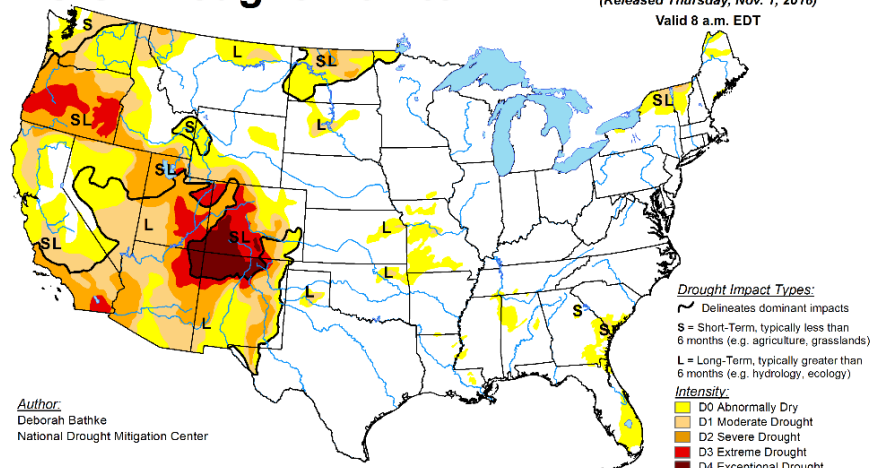 (Released Thursday, Nov. 1, 2018)
Valid 8 a.m. EDT
S
L
SL
SL
SL
S
L
SL
L
L
SL
SL
L
L
L
L
S
S
Drought Impact Types:
Delineates dominant impacts
S = Short-Term, typically less than
6 months (e.g. agriculture, grasslands)
L = Long-Term, typically greater than
6 months (e.g. hydrology, ecology)
Intensity:
D0 Abnormally Dry
D1 Moderate Drought
D2 Severe Drought
D3 Extreme Drought
D4 Exceptional Drought
Author:
Deborah Bathke
National Drought Mitigation Center